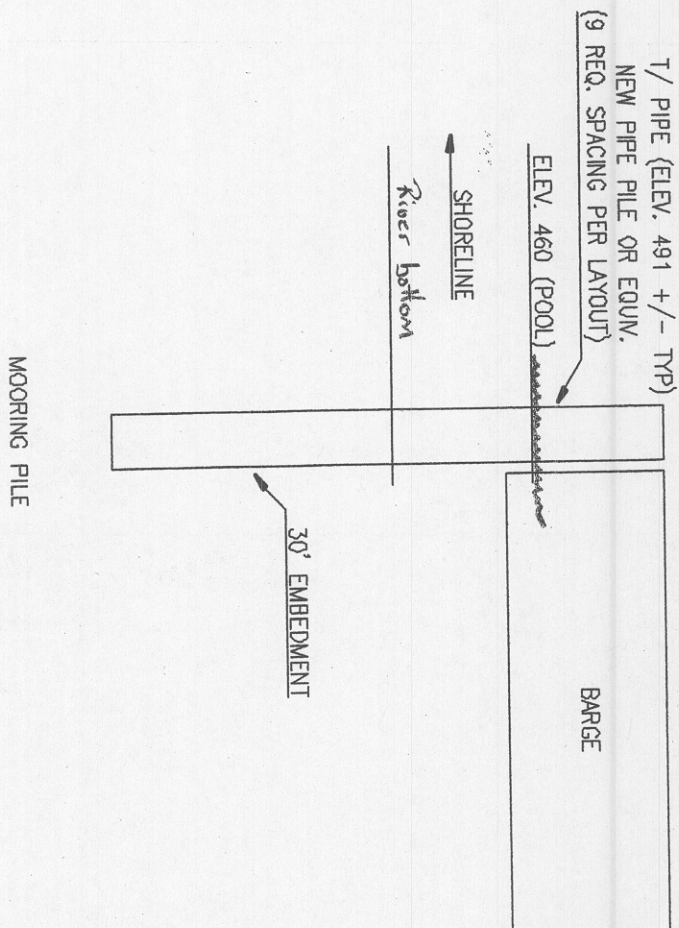 T/ PIPE (ELEV. 491 +/- TYP)
NEW PIPE PILE OR EQUIV.
(9 REQ. SPACING PER LAYOUT)
ELEV. 460 (POOL)
SHORELINE
River bottom
BARGE
30' EMBEDMENT
MOORING PILE